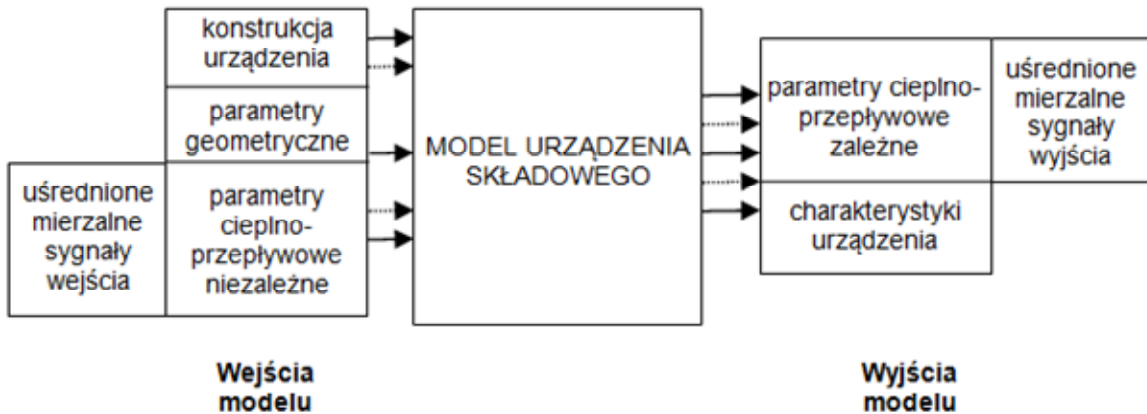 konstrukcja
urządzenia
parametry
geometryczne
uśrednione
mierzalne
sygnały
wejścia
parametry
cieplno-
przepływowe
niezależne
MODEL URZĄDZENIA
SKŁADOWEGO
parametry cieplno-
przepływowe
zależne
uśrednione
mierzalne
sygnały
wyjścia
charakterystyki
urządzenia
Wejścia
modelu
Wyjścia
modelu